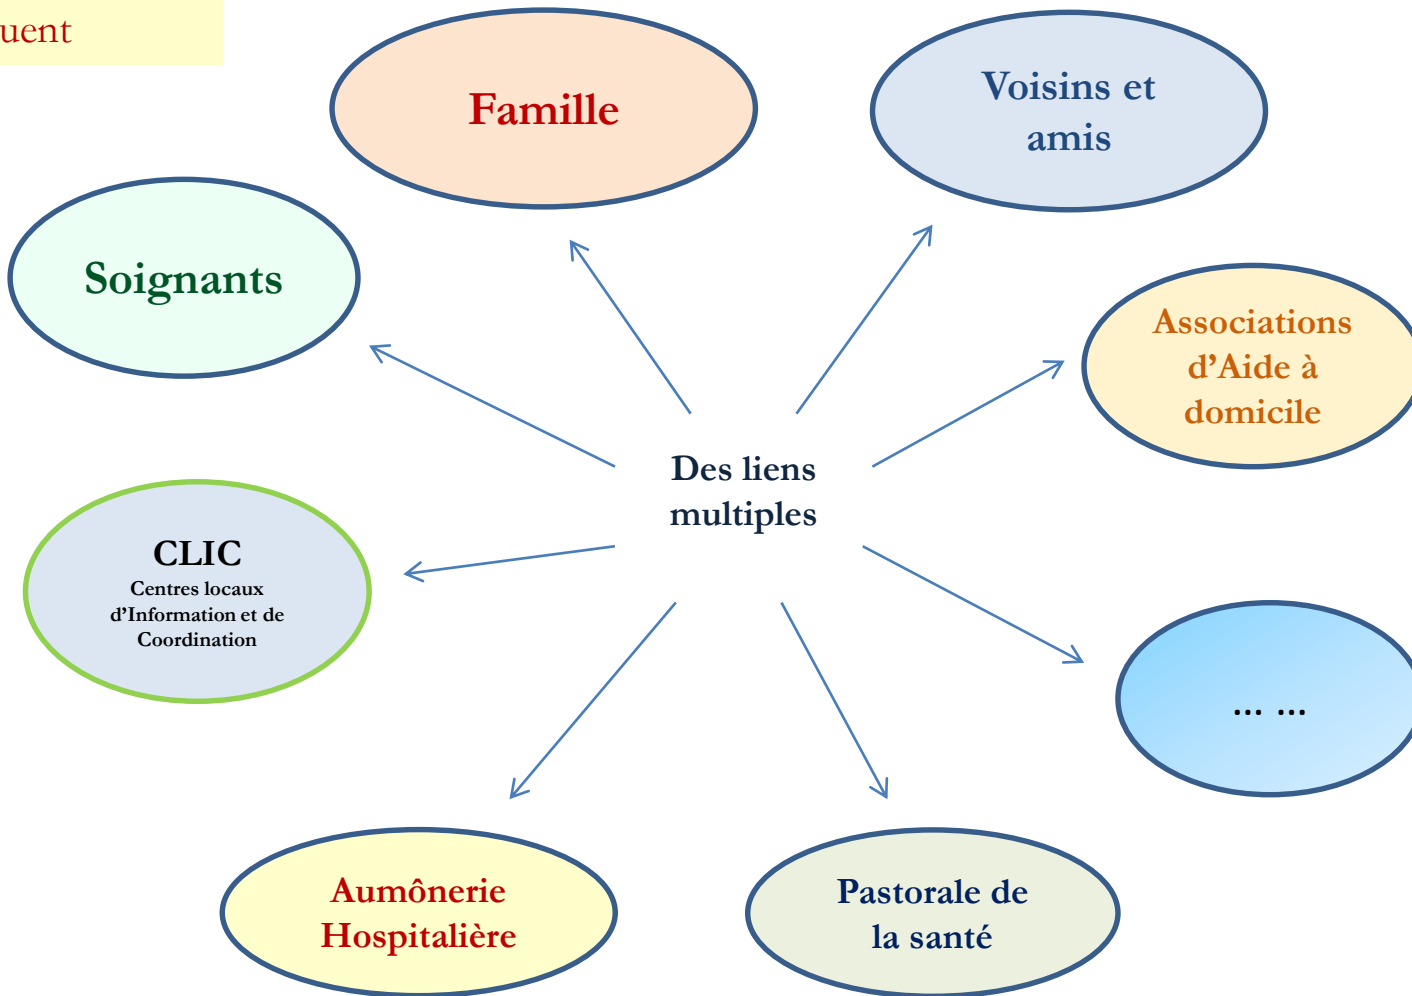 uent
Famille
Voisins et
amis
Soignants
Associations
d’Aide à
domicile
Des liens
multiples
CLIC
Centres locaux
d’Information et de
Coordination
... ...
Aumônerie
Hospitalière
Pastorale de
la santé